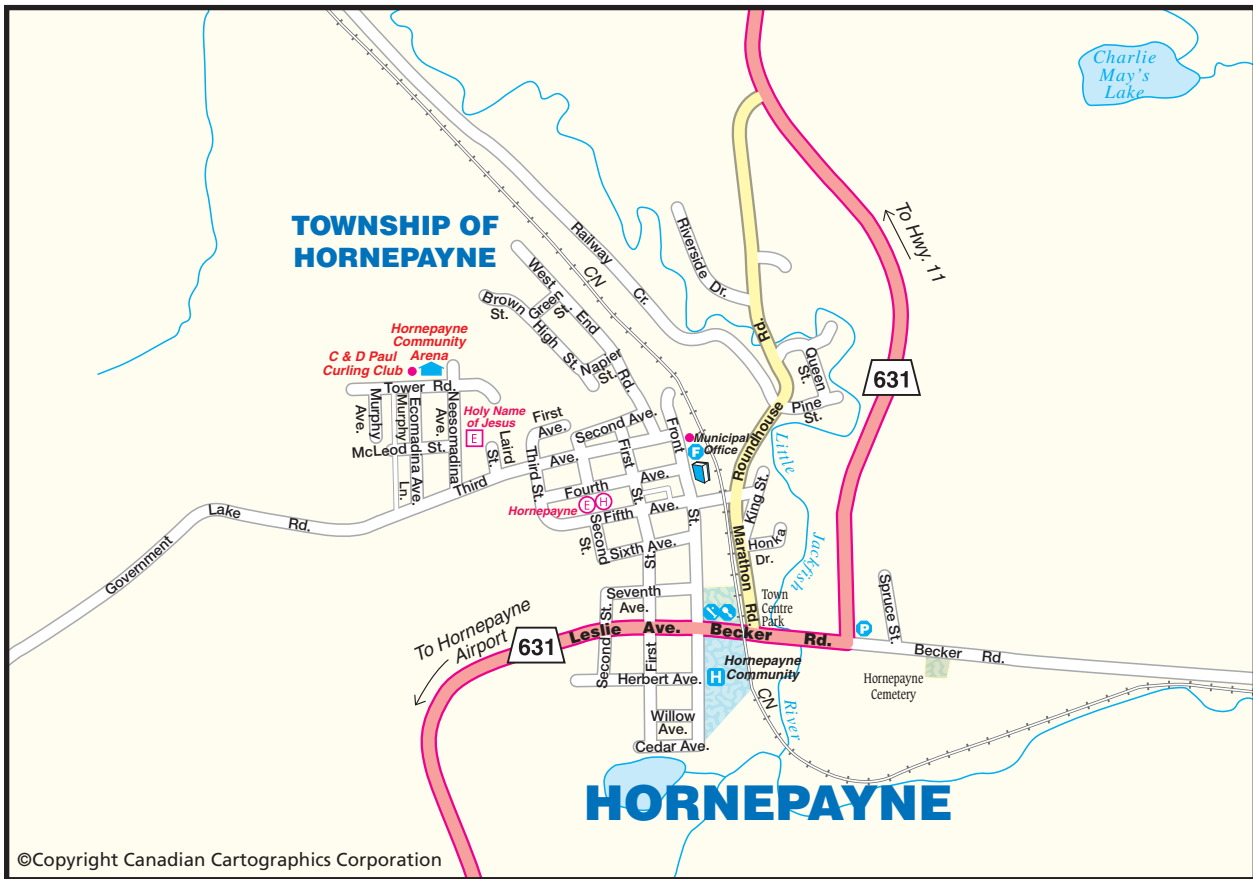 Charlie
May's
Lake
TOWNSHIP OF
HORNEPAYNE
To Hwy. 11
Railway Cr.
CN
Riverside Dr.
West End Rd.
Green St.
Brown St.
High St.
Napier St.
Hornepayne
Community
Arena
C & D Paul
Curling Club
Tower Rd.
Murphy Ave.
Murphy Ln.
Ecomadina Ave.
Neesomadina Ave.
McLeod St.
Holy Name
of Jesus
E
Laird St.
First Ave.
Second Ave.
Third Ave.
Third St.
Fourth Ave.
Hornepayne
E
H
Fifth Ave.
Sixth Ave.
Second St.
First St.
Front St.
Municipal
Office
F
Roundhouse Rd.
Queen St.
Pine St.
631
King St.
Honka Dr.
Marathon Rd.
Little Jackfish River
Government Lake Rd.
Seventh Ave.
Second St.
First St.
Town
Centre
Park
P
Spruce St.
To Hornepayne
Airport
631
Leslie Ave.
Becker Rd.
Becker Rd.
Herbert Ave.
H
Hornepayne
Community
CN
Hornepayne
Cemetery
Willow
Ave.
Cedar Ave.
HORNEPAYNE
©Copyright Canadian Cartographics Corporation